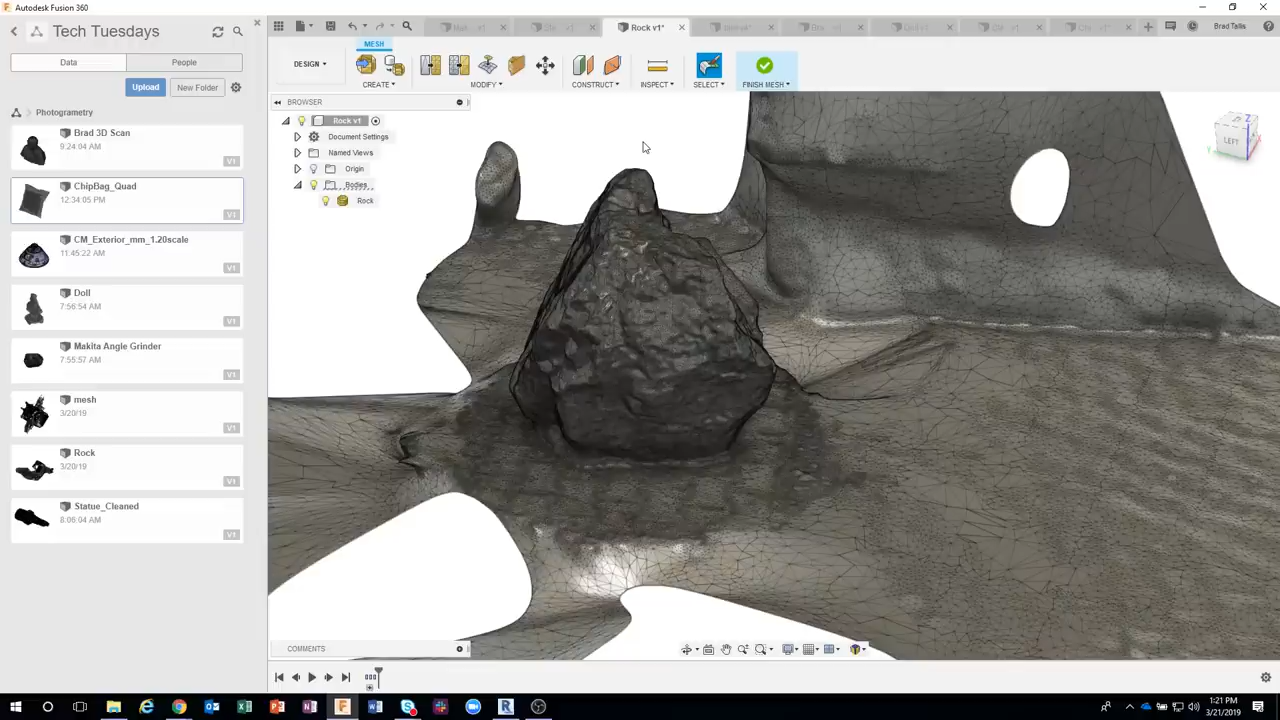 Autodesk Fusion 360
Tech Tuesdays
Data
People
Upload
New Folder
Photogrametry
Brad 3D Scan
9:24:04 AM
V1
ChipBag_Quad
12:34:05 PM
V1
CM_Exterior_mm_1.20scale
11:45:22 AM
V1
Doll
7:56:54 AM
V1
Makita Angle Grinder
7:55:57 AM
V1
mesh
3/20/19
V1
Rock
3/20/19
V1
Statue_Cleaned
8:06:04 AM
V1
Rock v1*
Brad Tallis
MESH
DESIGN
CREATE
MODIFY
CONSTRUCT
INSPECT
SELECT
FINISH MESH
BROWSER
Rock v1
Document Settings
Named Views
Origin
Bodies
Rock
LEFT
COMMENTS
1:21 PM
3/21/2019